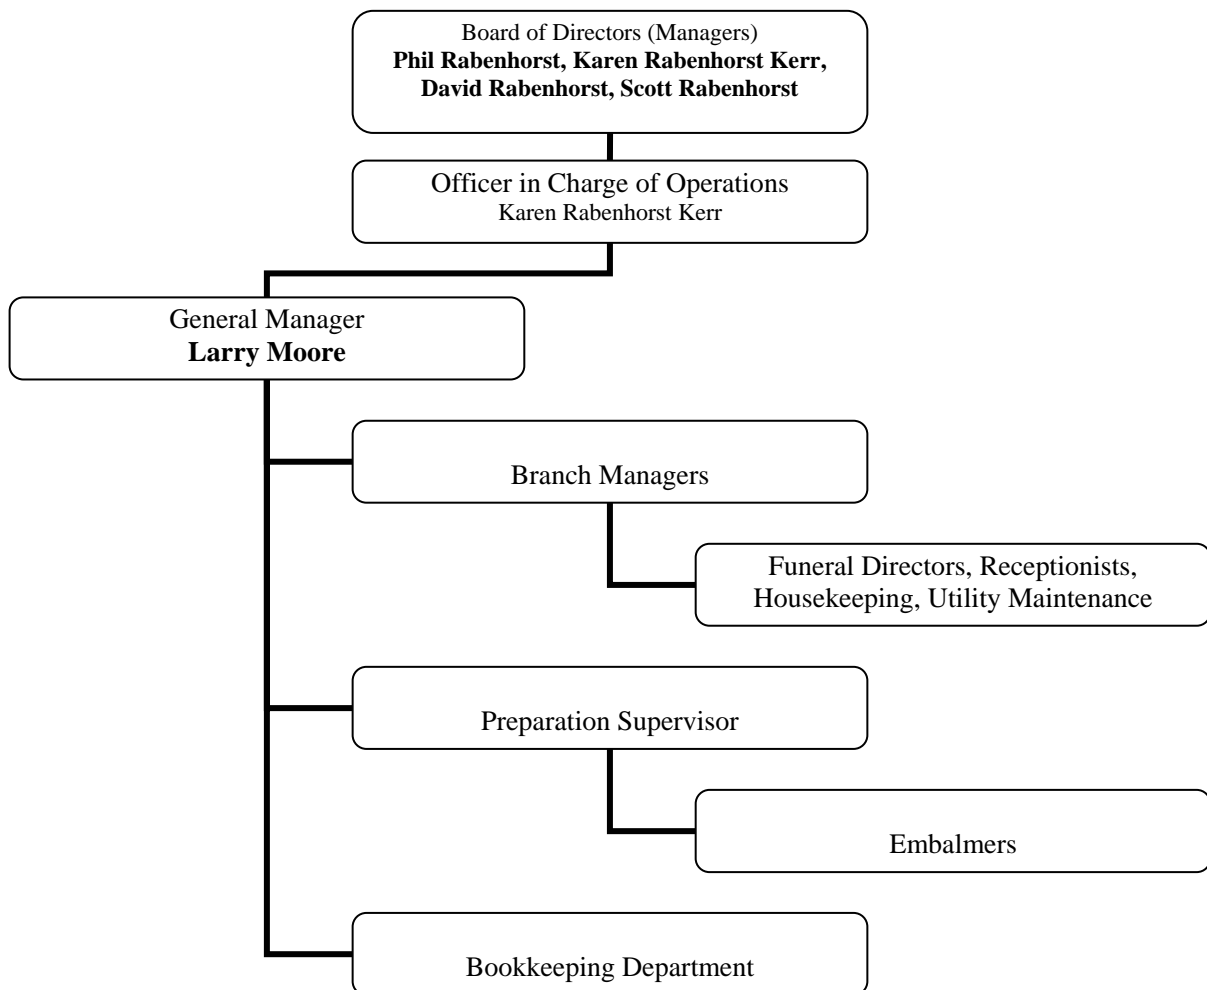 Board of Directors (Managers)
Phil Rabenhorst, Karen Rabenhorst Kerr,
David Rabenhorst, Scott Rabenhorst
Officer in Charge of Operations
Karen Rabenhorst Kerr
General Manager
Larry Moore
Branch Managers
Funeral Directors, Receptionists,
Housekeeping, Utility Maintenance
Preparation Supervisor
Embalmers
Bookkeeping Department